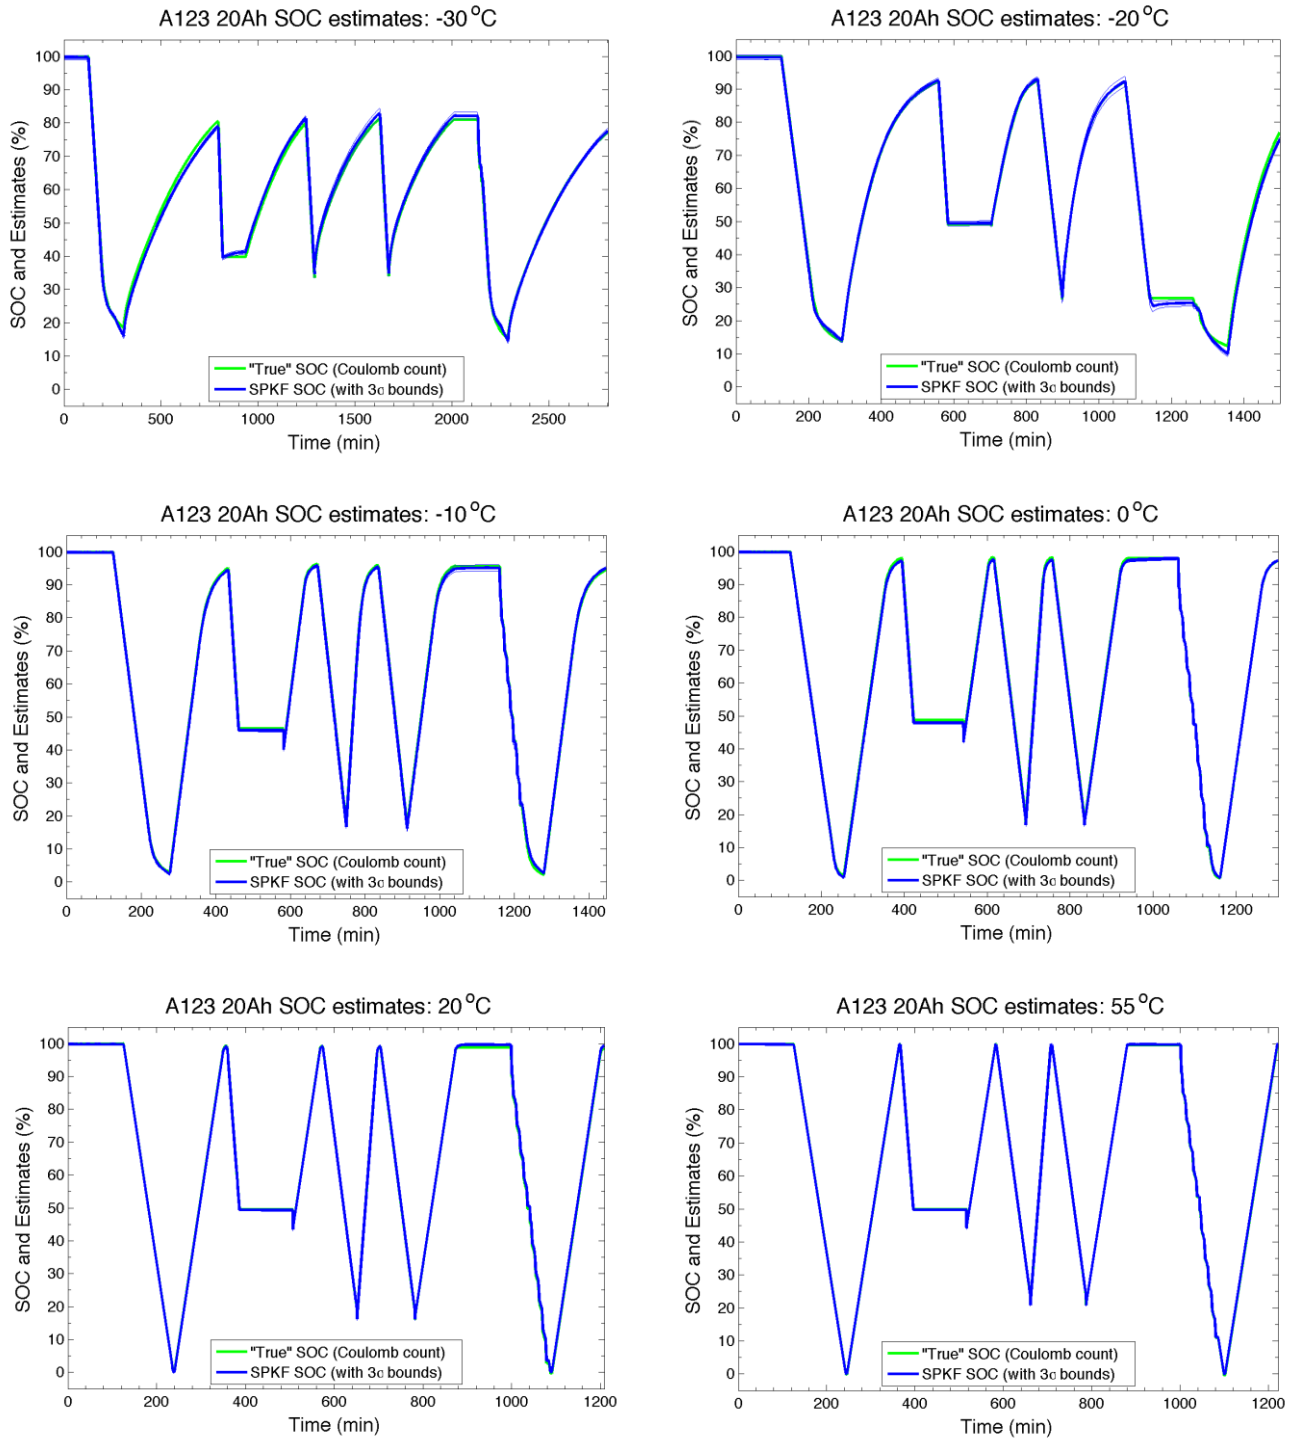 A123 20Ah SOC estimates: -30°C
SOC and Estimates (%)
100
90
80
70
60
50
40
30
20
10
0
"True" SOC (Coulomb count)
SPKF SOC (with 3σ bounds)
0 500 1000 1500 2000 2500
Time (min)
A123 20Ah SOC estimates: -20°C
SOC and Estimates (%)
100
90
80
70
60
50
40
30
20
10
0
"True" SOC (Coulomb count)
SPKF SOC (with 3σ bounds)
0 200 400 600 800 1000 1200 1400
Time (min)
A123 20Ah SOC estimates: -10°C
SOC and Estimates (%)
100
90
80
70
60
50
40
30
20
10
0
"True" SOC (Coulomb count)
SPKF SOC (with 3σ bounds)
0 200 400 600 800 1000 1200 1400
Time (min)
A123 20Ah SOC estimates: 0°C
SOC and Estimates (%)
100
90
80
70
60
50
40
30
20
10
0
"True" SOC (Coulomb count)
SPKF SOC (with 3σ bounds)
0 200 400 600 800 1000 1200
Time (min)
A123 20Ah SOC estimates: 20°C
SOC and Estimates (%)
100
90
80
70
60
50
40
30
20
10
0
"True" SOC (Coulomb count)
SPKF SOC (with 3σ bounds)
0 200 400 600 800 1000 1200
Time (min)
A123 20Ah SOC estimates: 55°C
SOC and Estimates (%)
100
90
80
70
60
50
40
30
20
10
0
"True" SOC (Coulomb count)
SPKF SOC (with 3σ bounds)
0 200 400 600 800 1000 1200
Time (min)